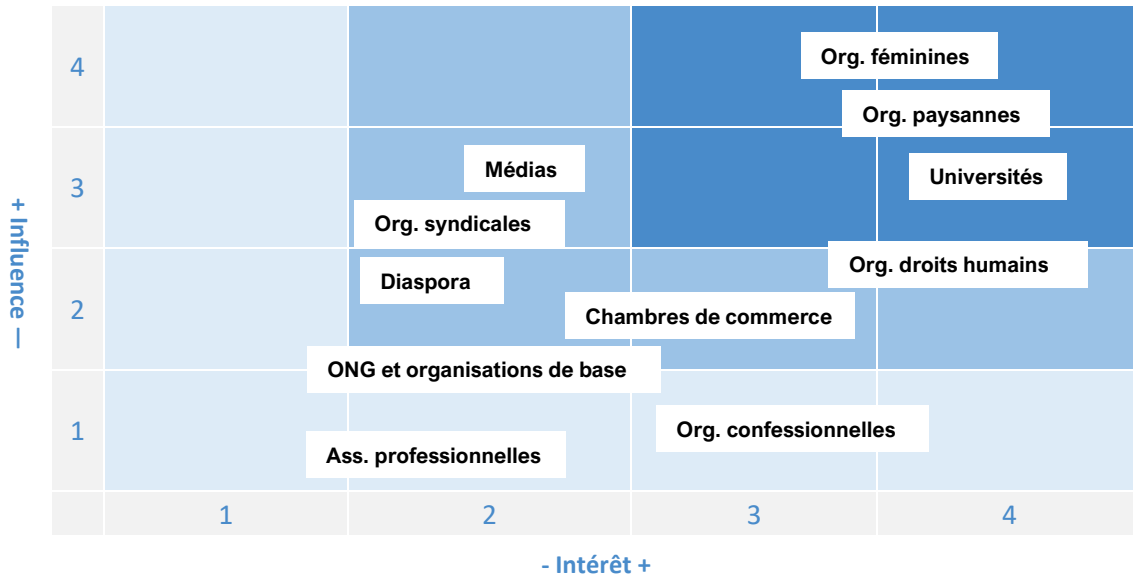 4
Org. féminines
Org. paysannes
+ Influence —
3
Médias
Universités
Org. syndicales
2
Diaspora
Org. droits humains
Chambres de commerce
ONG et organisations de base
1
Org. confessionnelles
Ass. professionnelles
1 2 3 4
- Intérêt +